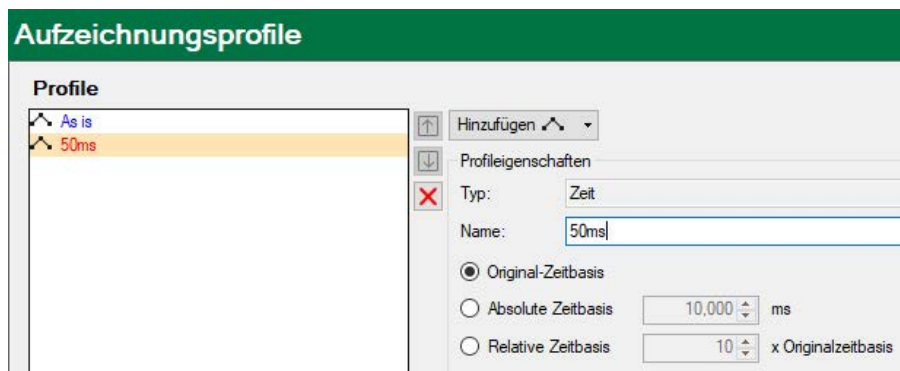 Aufzeichnungsprofile
Profile
As is
50ms
Hinzufügen
Profileigenschaften
Typ: Zeit
Name: 50ms
Original-Zeitbasis
Absolute Zeitbasis 10,000 ms
Relative Zeitbasis 10 x Originalzeitbasis